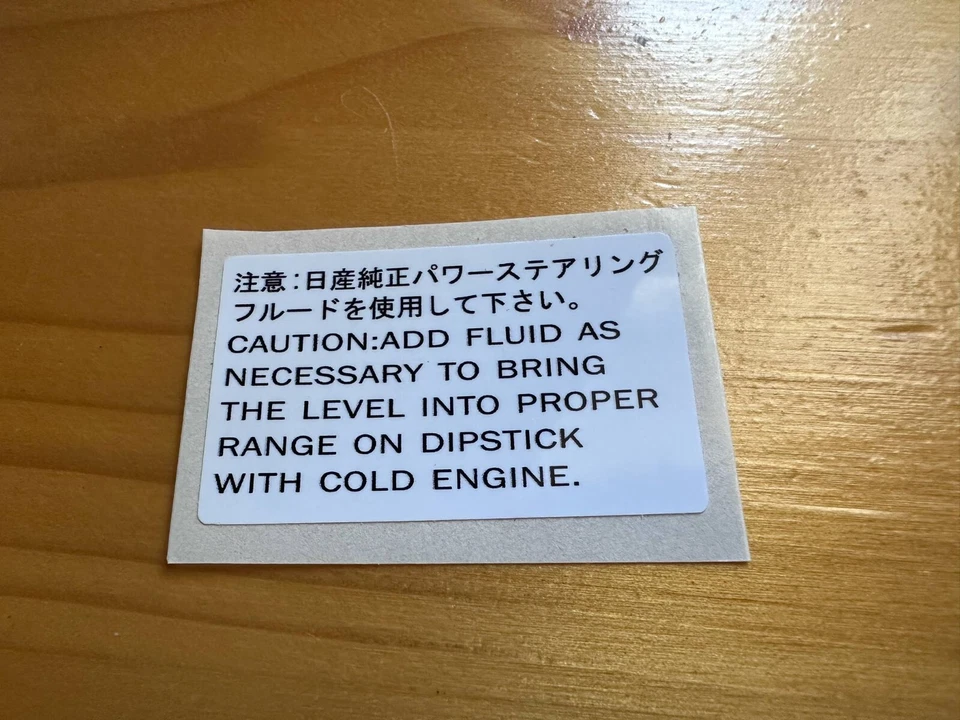 注意:日産純正パワーステアリング
フルードを使用して下さい。
CAUTION:ADD FLUID AS
NECESSARY TO BRING
THE LEVEL INTO PROPER
RANGE ON DIPSTICK
WITH COLD ENGINE.